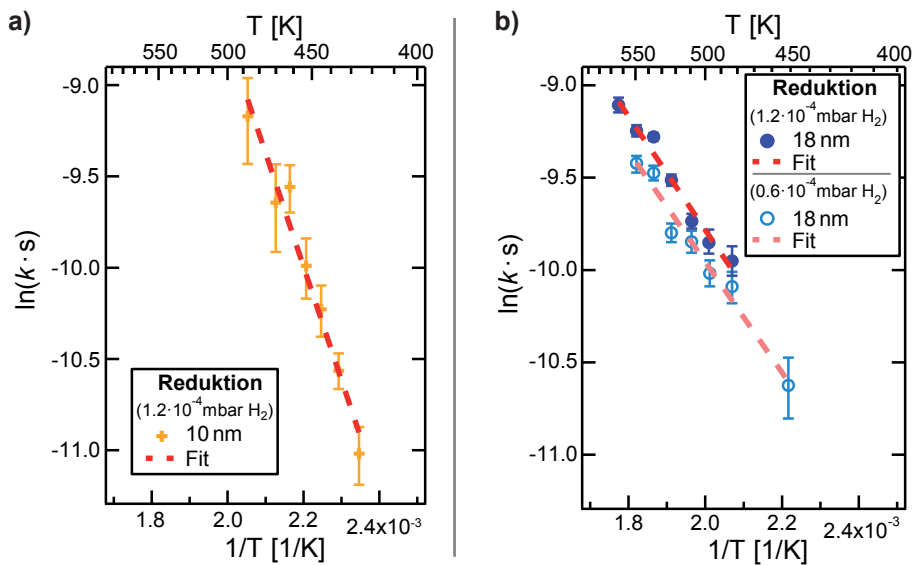 a)
T [K]
550 500 450 400
-9.0
-9.5
-10.0
-10.5
-11.0
ln(k · s)
Reduktion
(1.2·10⁻⁴mbar H₂)
10 nm
Fit
1.8 2.0 2.2 2.4x10⁻³
1/T [1/K]
b)
T [K]
550 500 450 400
-9.0
-9.5
-10.0
-10.5
-11.0
ln(k · s)
Reduktion
(1.2·10⁻⁴mbar H₂)
18 nm
Fit
(0.6·10⁻⁴mbar H₂)
18 nm
Fit
1.8 2.0 2.2 2.4x10⁻³
1/T [1/K]